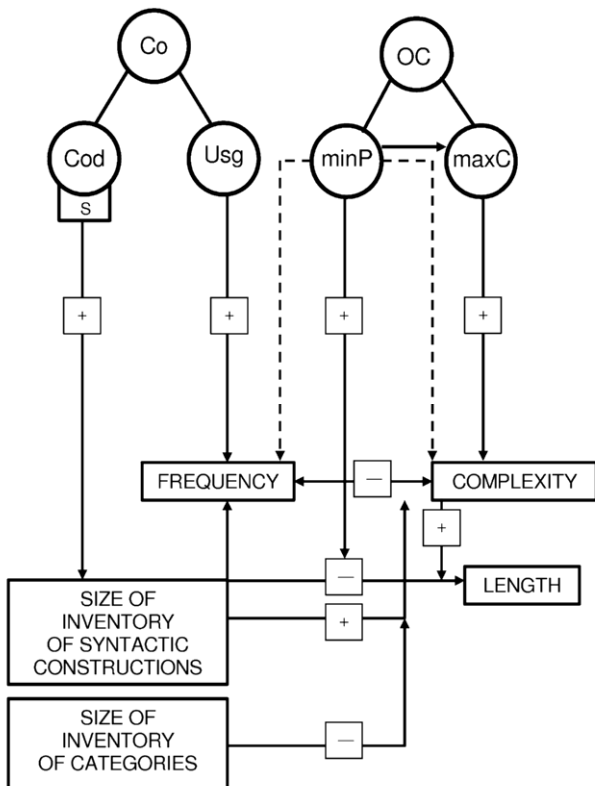 Co
OC
Cod
Usg
minP
maxC
S
+
+
+
+
FREQUENCY
—
COMPLEXITY
+
—
LENGTH
SIZE OF
INVENTORY
OF SYNTACTIC
CONSTRUCTIONS
+
SIZE OF
INVENTORY
OF CATEGORIES
—